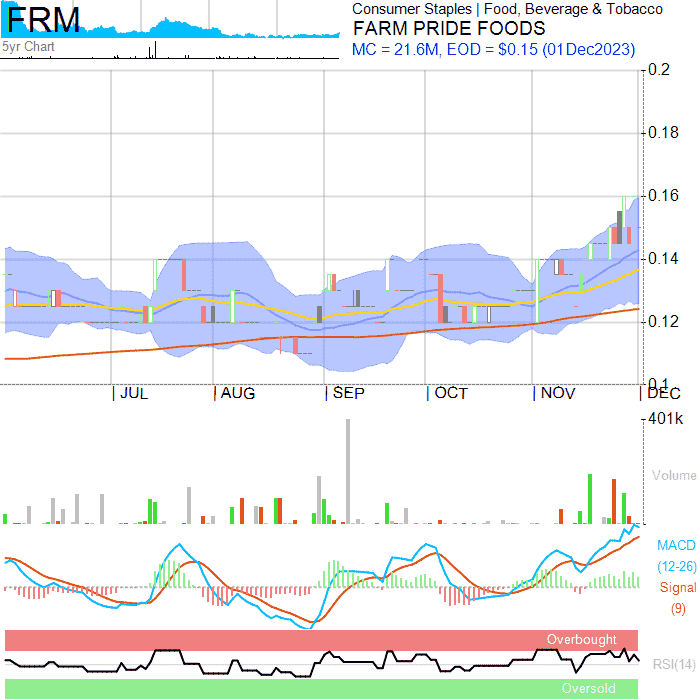 FRM
Consumer Staples | Food, Beverage & Tobacco
FARM PRIDE FOODS
5yr Chart
MC = 21.6M, EOD = $0.15 (01Dec2023)
0.2
0.18
0.16
0.14
0.12
0.1
| JUL | AUG | SEP | OCT | NOV | DEC
401k
Volume
MACD
(12-26)
Signal
(9)
Overbought
RSI(14)
Oversold